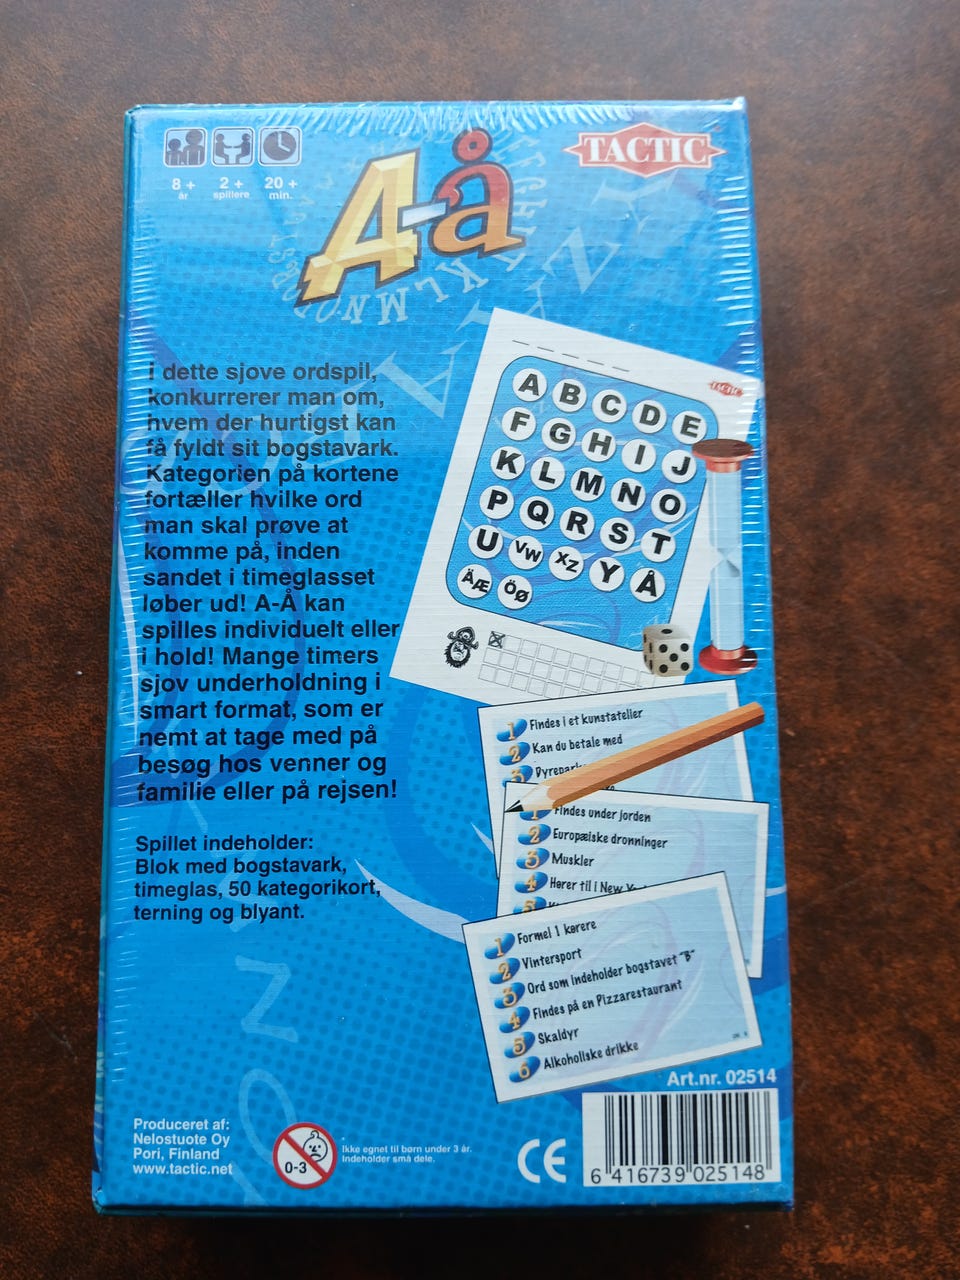 8 +
år
2 +
spillere
20 +
min.
A-å
TACTIC
I dette sjove ordspil,
konkurrerer man om,
hvem der hurtigst kan
få fyldt sit bogstavark.
Kategorien på kortene
fortæller hvilke ord
man skal prøve at
komme på, inden
sandet i timeglasset
løber ud! A-Å kan
spilles individuelt eller
i hold! Mange timers
sjov underholdning i
smart format, som er
nemt at tage med på
besøg hos venner og
familie eller på rejsen!
Spillet indeholder:
Blok med bogstavark,
timeglas, 50 kategorikort,
terning og blyant.
TACTIC
A B C D E
F G H I J
K L M N O
P Q R S T
U VW XZ Y Å
ÄÆ ÖØ
1 Findes i et kunstatelier
2 Kan du betale med
3
1 Findes under jorden
2 Europæiske dronninger
3 Muskler
4 Hører til i New
5
1 Formel 1 kørere
2 Vintersport
3 Ord som indeholder bogstavet "B"
4 Findes på en Pizzarestaurant
5 Skaldyr
6 Alkoholiske drikke
Art.nr. 02514
6 416739 025148
Produceret af:
Nelostuote Oy
Pori, Finland
www.tactic.net
0-3
Ikke egnet til børn under 3 år.
Indeholder små dele.
CE